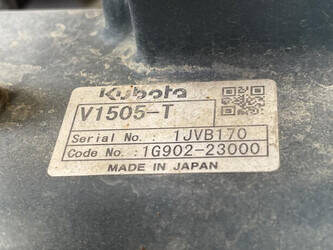 Kubota
V1505-T
Serial No. : 1JVB170
Code No. : 1G902-23000
MADE IN JAPAN